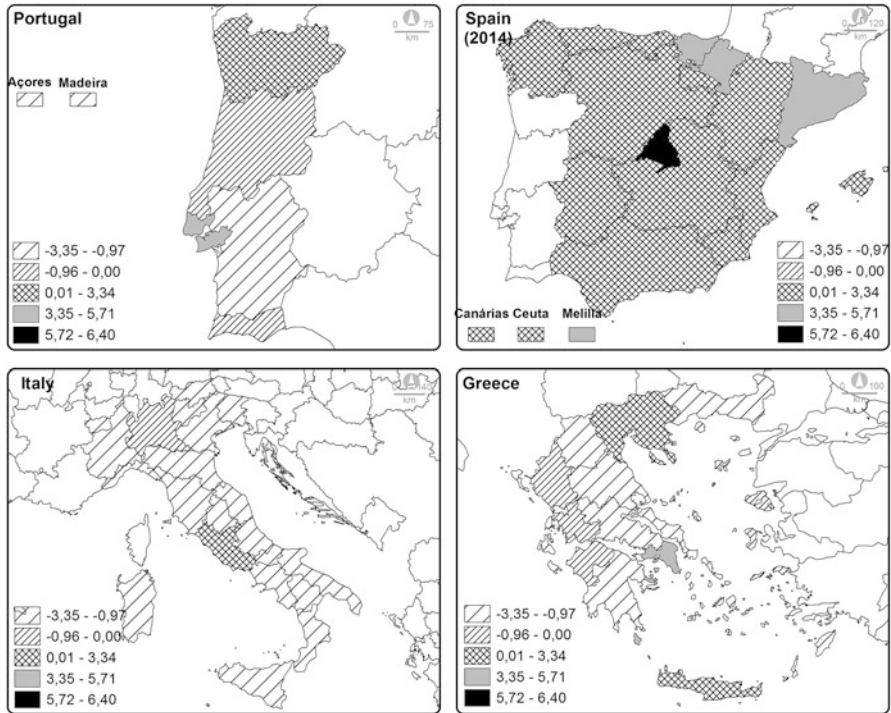 Portugal
0 75
km
Açores Madeira
-3,35 - -0,97
-0,96 - 0,00
0,01 - 3,34
3,35 - 5,71
5,72 - 6,40
Spain
(2014)
0 120
km
Canárias Ceuta Melilla
-3,35 - -0,97
-0,96 - 0,00
0,01 - 3,34
3,35 - 5,71
5,72 - 6,40
Italy
0 140
km
-3,35 - -0,97
-0,96 - 0,00
0,01 - 3,34
3,35 - 5,71
5,72 - 6,40
Greece
0 100
km
-3,35 - -0,97
-0,96 - 0,00
0,01 - 3,34
3,35 - 5,71
5,72 - 6,40